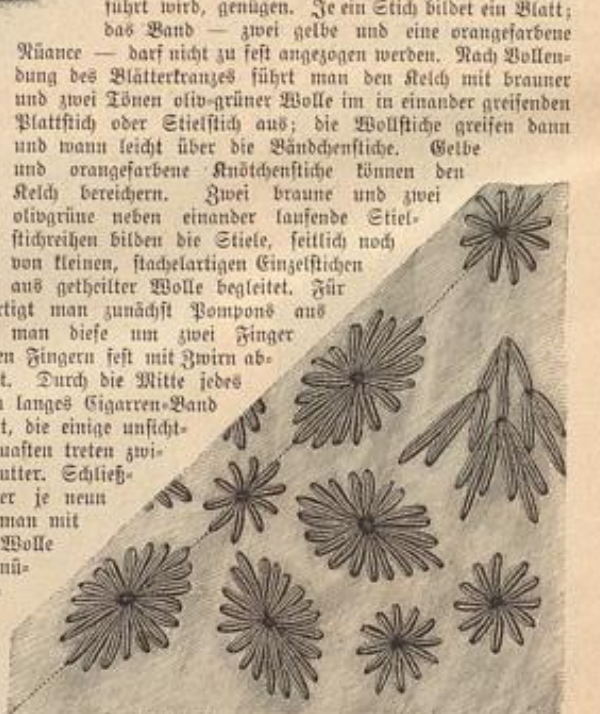 führt wird, genügen. Je ein Stich bildet ein Blatt;
das Band — zwei gelbe und eine orangefarbene
Nüance — darf nicht zu fest angezogen werden. Nach Vollen-
dung des Blätterkranzes führt man den Kelch mit brauner
und zwei Tönen oliv-grüner Wolle im in einander greifenden
Plattstich oder Stielstich aus; die Wollstiche greifen dann
und wann leicht über die Bändchenstiche. Gelbe
und orangefarbene Knötchenstiche können den
Kelch bereichern. Zwei braune und zwei
olivgrüne neben einander laufende Stiel-
stichreihen bilden die Stiele, seitlich noch
von kleinen, stachelartigen Einzelstichen
aus getheilter Wolle begleitet. Für
rtigt man zunächst Pompons aus
man diese um zwei Finger
en Fingern fest mit Zwirn ab-
t. Durch die Mitte jedes
langes Cigarren-Band
t, die einige unsicht-
uasten treten zwi-
utter. Schließ-
er je neun
man mit
Wolle
nü-